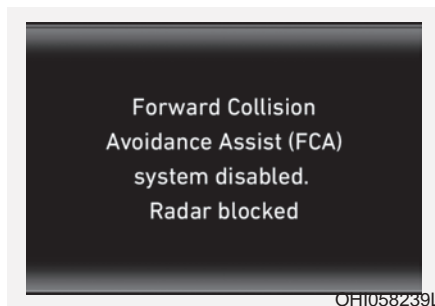 Forward Collision
Avoidance Assist (FCA)
system disabled.
Radar blocked
OHI058239L